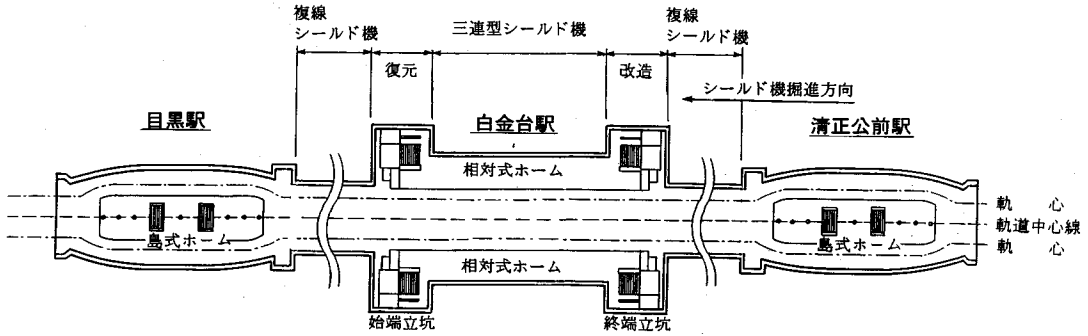 複線
シールド機
三連型シールド機
複線
シールド機
復元
改造
シールド機掘進方向
目黒駅
白金台駅
清正公前駅
相対式ホーム
島式ホーム
島式ホーム
軌 心
軌道中心線
軌 心
相対式ホーム
始端立坑
終端立坑